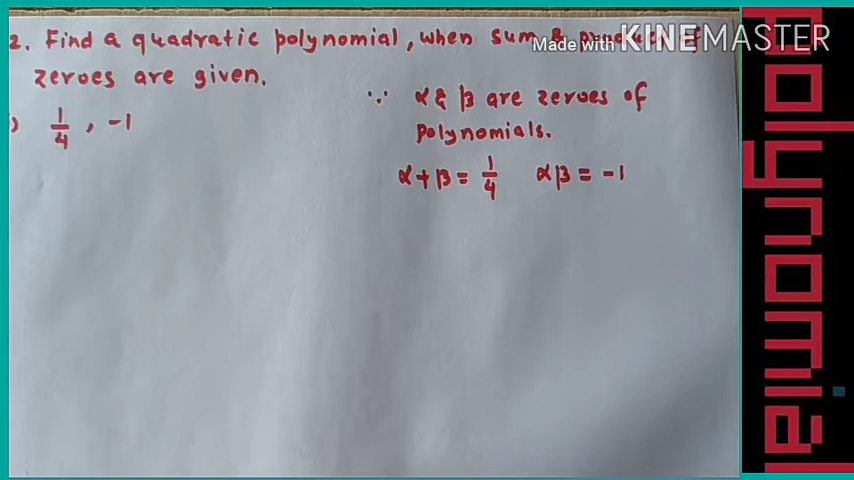 2. Find a quadratic polynomial, when sum &
zeroes are given.
Made with KINEMASTER
∵ α & β are zeroes of
polynomials.
) 1/4, -1
α + β = 1/4 αβ = -1
Polynomial